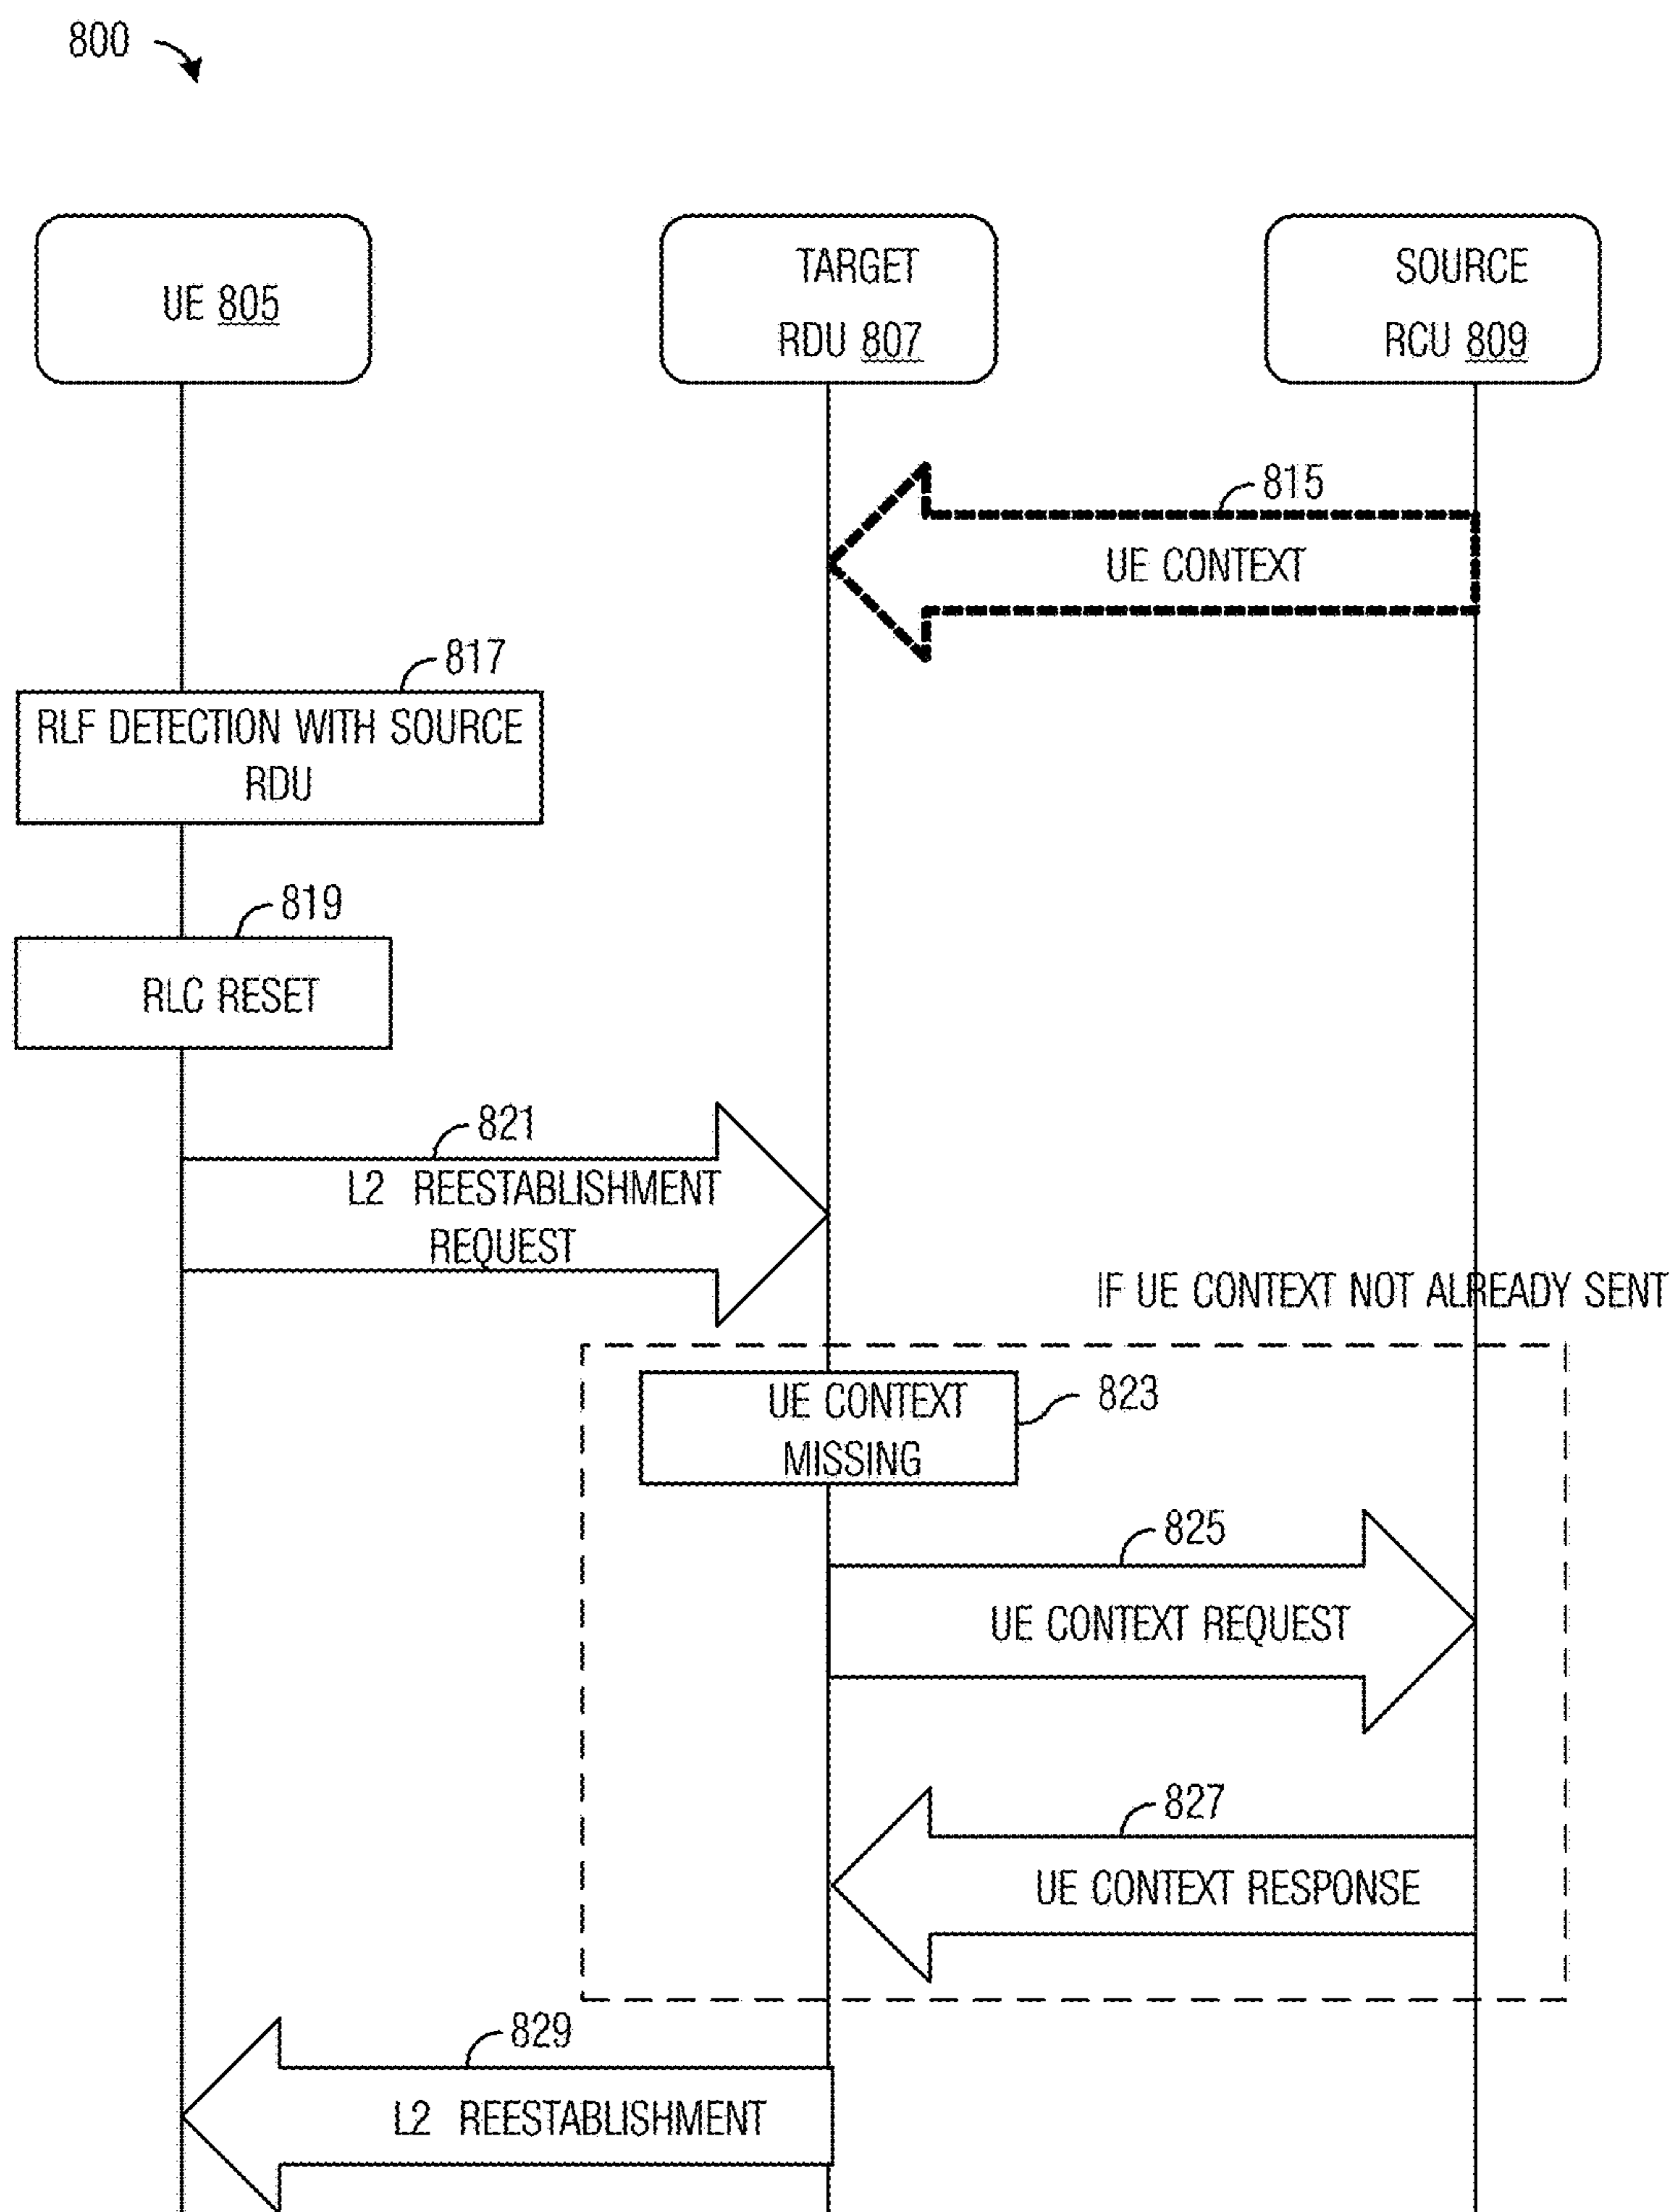 800
UE 805
TARGET
RDU 807
SOURCE
RCU 809
815
UE CONTEXT
817
RLF DETECTION WITH SOURCE
RDU
819
RLC RESET
821
L2 REESTABLISHMENT
REQUEST
IF UE CONTEXT NOT ALREADY SENT
UE CONTEXT
MISSING
823
825
UE CONTEXT REQUEST
827
UE CONTEXT RESPONSE
829
L2 REESTABLISHMENT